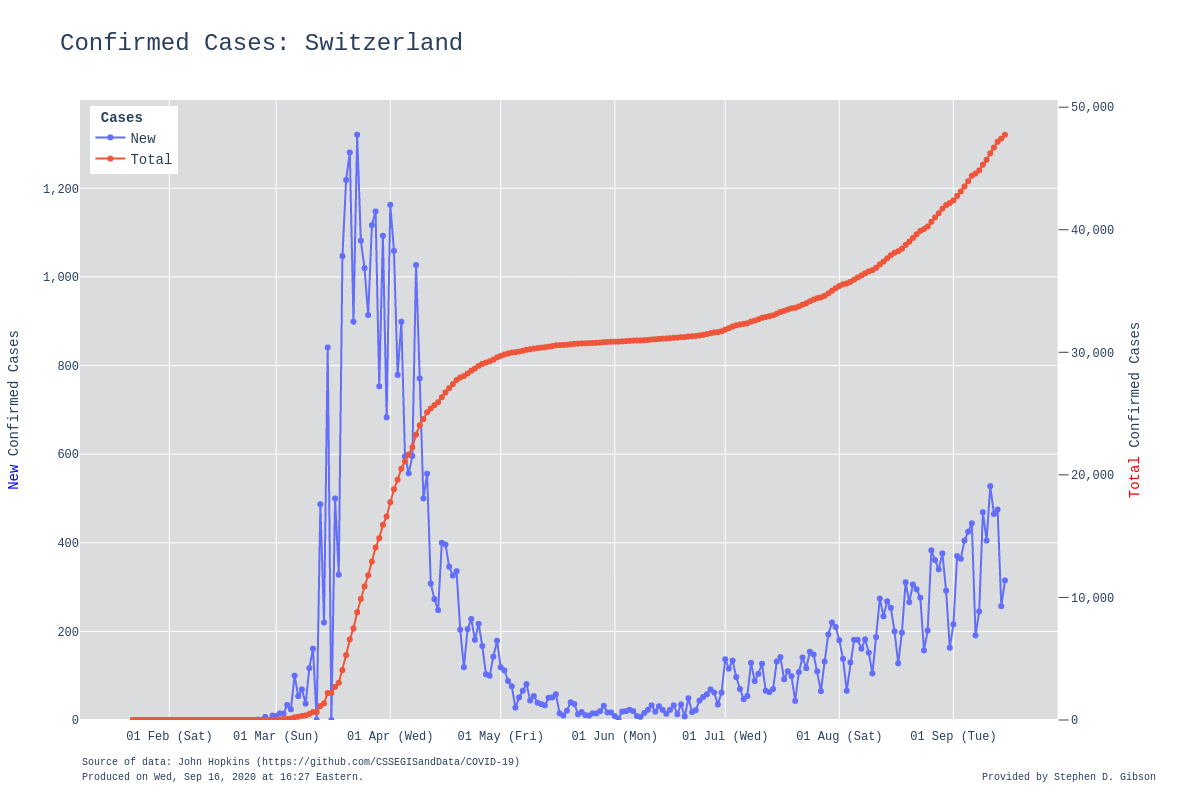 Confirmed Cases: Switzerland
Cases
New
Total
50,000
40,000
30,000
20,000
10,000
0
1,200
1,000
800
600
400
200
0
New Confirmed Cases
Total Confirmed Cases
01 Feb (Sat) 01 Mar (Sun) 01 Apr (Wed) 01 May (Fri) 01 Jun (Mon) 01 Jul (Wed) 01 Aug (Sat) 01 Sep (Tue)
Source of data: John Hopkins (https://github.com/CSSEGISandData/COVID-19)
Produced on Wed, Sep 16, 2020 at 16:27 Eastern.
Provided by Stephen D. Gibson